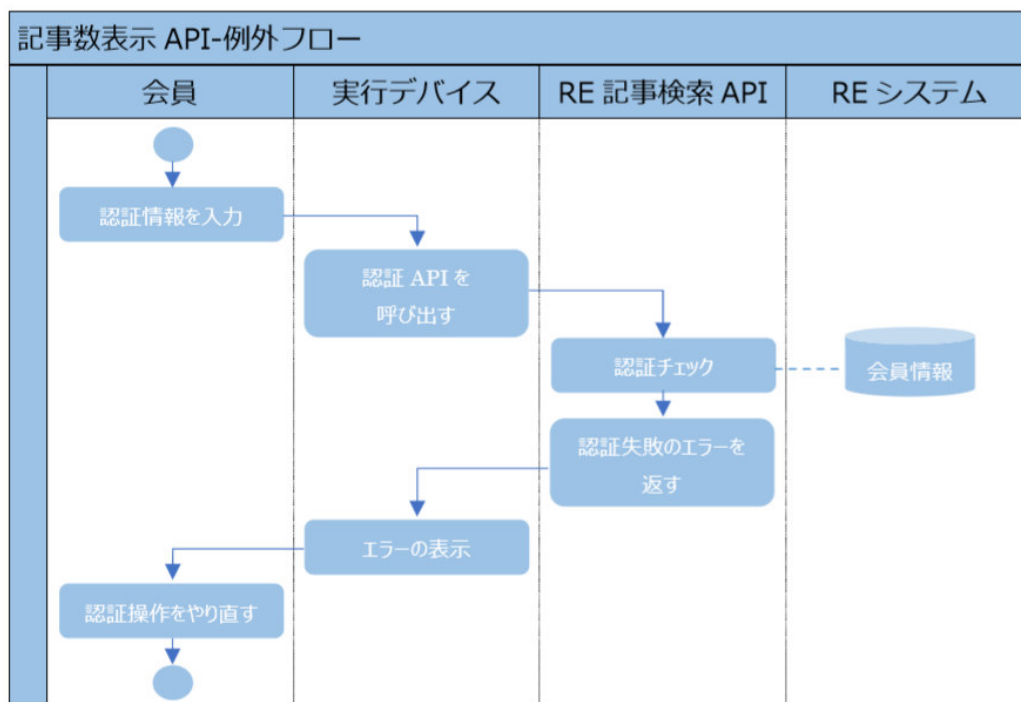 記事数表示 API-例外フロー
会員
実行デバイス
RE 記事検索 API
RE システム
認証情報を入力
認証 API を
呼び出す
認証チェック
会員情報
認証失敗のエラーを
返す
エラーの表示
認証操作をやり直す